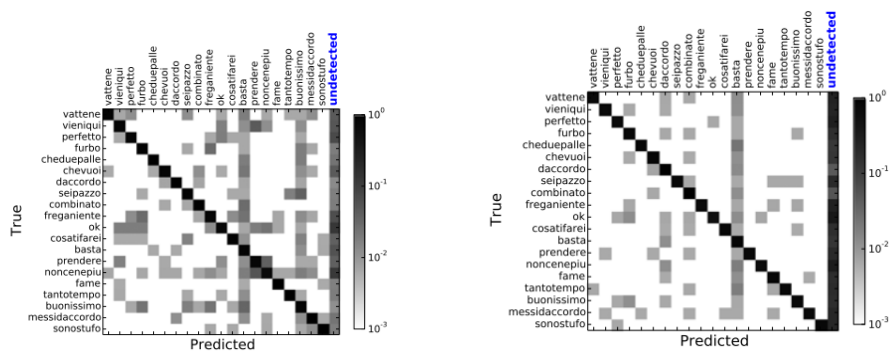 vattene
vieniqui
perfetto
furbo
cheduepalle
chevuoi
daccordo
seipazzo
combinato
freganiente
ok
cosatifarei
basta
prendere
noncenepiu
fame
tantotempo
buonissimo
messidaccordo
sonostufo
undetected
vattene
vieniqui
perfetto
furbo
cheduepalle
chevuoi
daccordo
seipazzo
combinato
freganiente
ok
cosatifarei
basta
prendere
noncenepiu
fame
tantotempo
buonissimo
messidaccordo
sonostufo
True
Predicted
10^0
10^-1
10^-2
10^-3
vattene
vieniqui
perfetto
furbo
cheduepalle
chevuoi
daccordo
seipazzo
combinato
freganiente
ok
cosatifarei
basta
prendere
noncenepiu
fame
tantotempo
buonissimo
messidaccordo
sonostufo
undetected
vattene
vieniqui
perfetto
furbo
cheduepalle
chevuoi
daccordo
seipazzo
combinato
freganiente
ok
cosatifarei
basta
prendere
noncenepiu
fame
tantotempo
buonissimo
messidaccordo
sonostufo
True
Predicted
10^0
10^-1
10^-2
10^-3